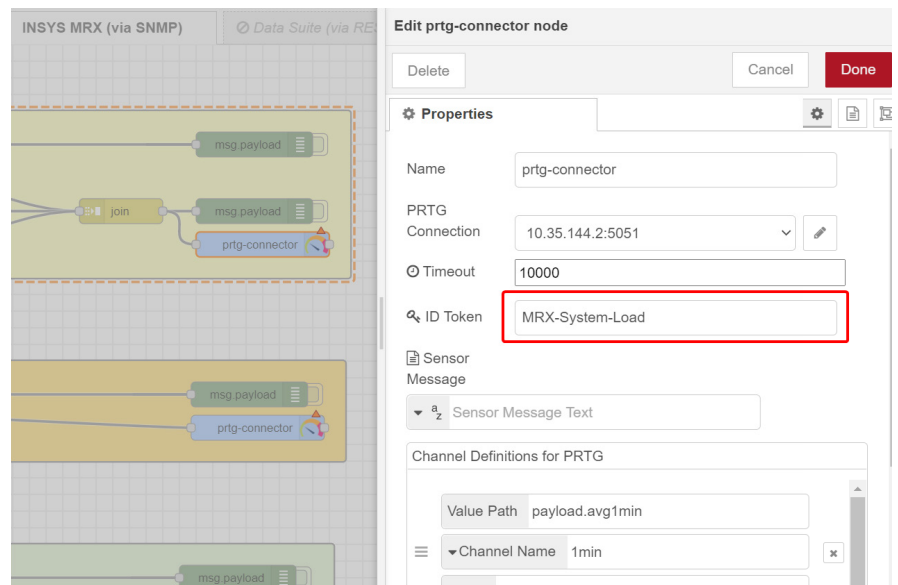 INSYS MRX (via SNMP)
Data Suite (via RE
Edit prtg-connector node
Delete
Cancel
Done
Properties
Name
prtg-connector
PRTG
Connection
10.35.144.2:5051
Timeout
10000
ID Token
MRX-System-Load
Sensor
Message
az
Sensor Message Text
Channel Definitions for PRTG
Value Path
payload.avg1min
Channel Name
1min
msg.payload
join
msg.payload
prtg-connector
msg.payload
prtg-connector
msg.payload